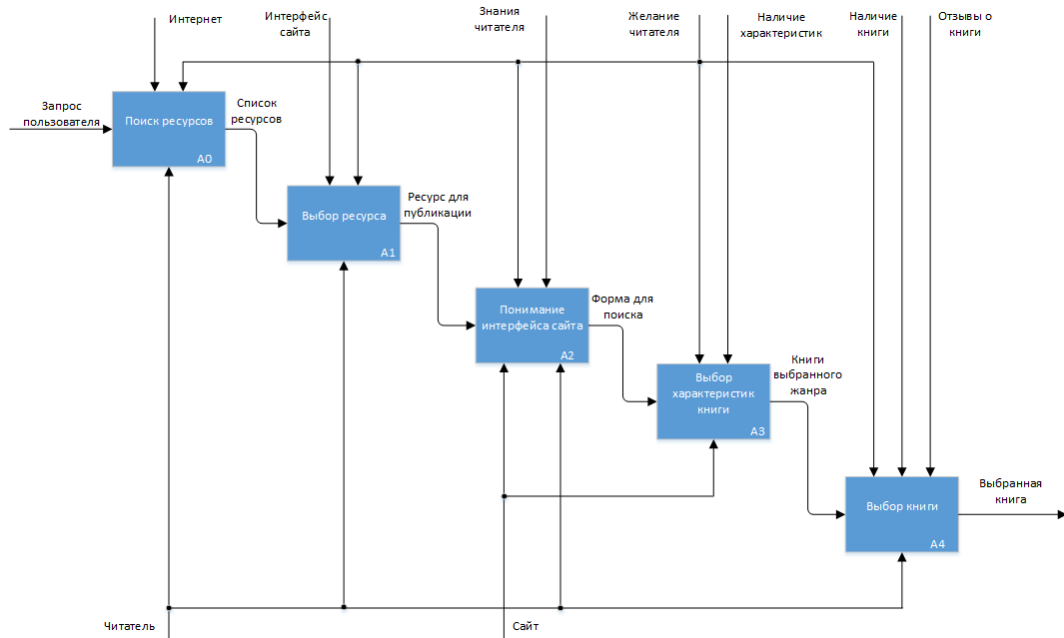 Интернет
Интерфейс
сайта
Знания
читателя
Желание
читателя
Наличие
характеристик
Наличие
книги
Отзывы о
книги
Запрос
пользователя
Поиск ресурсов
A0
Список
ресурсов
Выбор ресурса
A1
Ресурс для
публикации
Понимание
интерфейса сайта
A2
Форма для
поиска
Выбор
характеристик
книги
A3
Книги
выбранного
жанра
Выбор книги
A4
Выбранная
книга
Читатель
Сайт